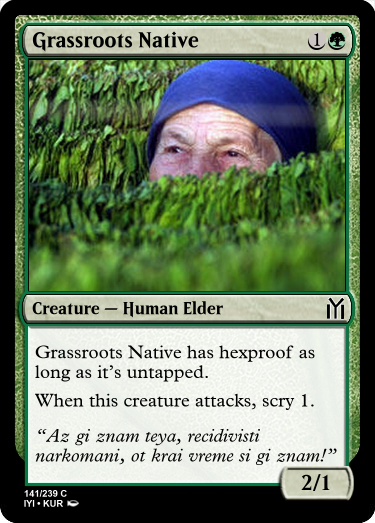 Grassroots Native 1
Creature — Human Elder
Grassroots Native has hexproof as
long as it's untapped.
When this creature attacks, scry 1.
“Az gi znam teya, recidivisti
narkomani, ot krai vreme si gi znam!”
2/1
141/239 C
IYI • KUR